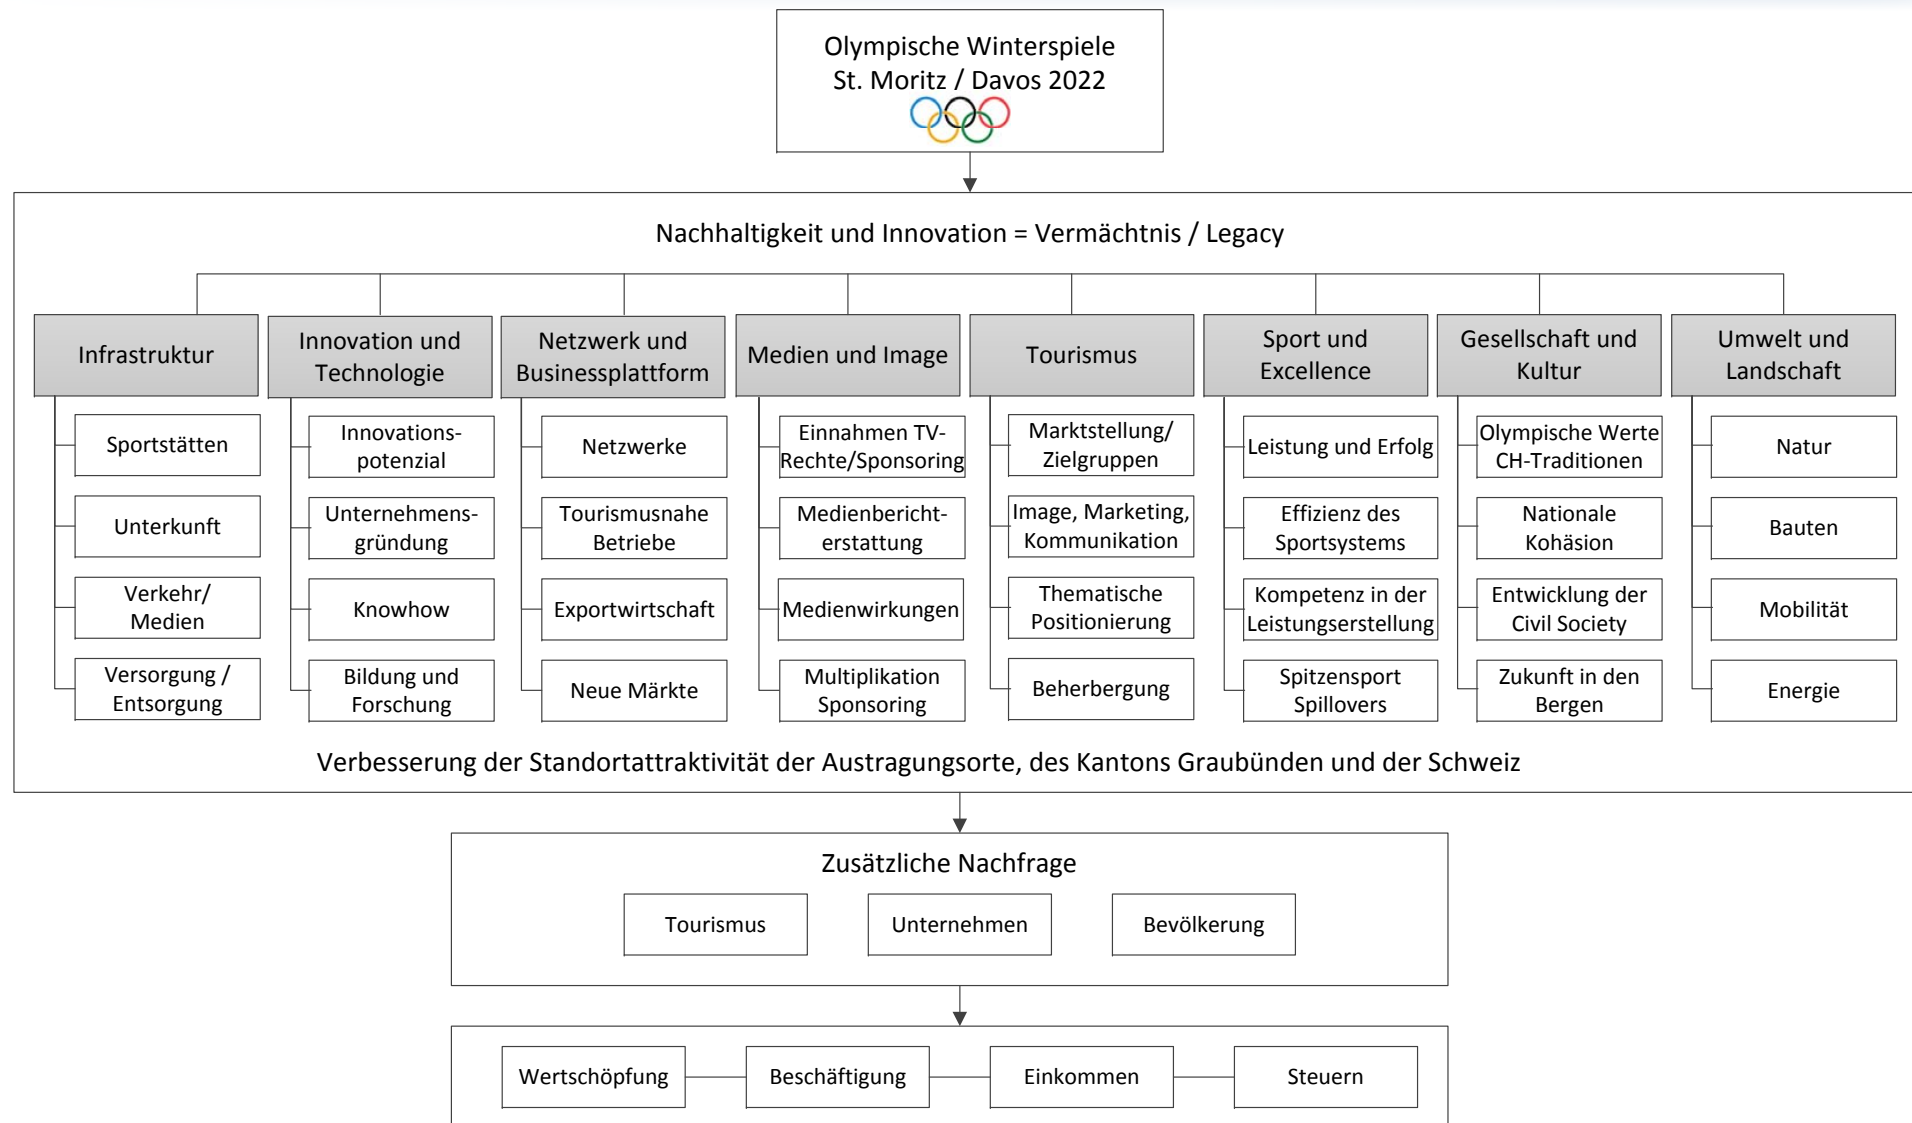 Olympische Winterspiele
St. Moritz / Davos 2022
Nachhaltigkeit und Innovation = Vermächtnis / Legacy
Infrastruktur
Sportstätten
Unterkunft
Verkehr/
Medien
Versorgung /
Entsorgung
Innovation und
Technologie
Innovations-
potenzial
Unternehmens-
gründung
Knowhow
Bildung und
Forschung
Netzwerk und
Businessplattform
Netzwerke
Tourismusnahe
Betriebe
Exportwirtschaft
Neue Märkte
Medien und Image
Einnahmen TV-
Rechte/Sponsoring
Medienbericht-
erstattung
Medienwirkungen
Multiplikation
Sponsoring
Tourismus
Marktstellung/
Zielgruppen
Image, Marketing,
Kommunikation
Thematische
Positionierung
Beherbergung
Sport und
Excellence
Leistung und Erfolg
Effizienz des
Sportsystems
Kompetenz in der
Leistungserstellung
Spitzensport
Spillovers
Gesellschaft und
Kultur
Olympische Werte
CH-Traditionen
Nationale
Kohäsion
Entwicklung der
Civil Society
Zukunft in den
Bergen
Umwelt und
Landschaft
Natur
Bauten
Mobilität
Energie
Verbesserung der Standortattraktivität der Austragungsorte, des Kantons Graubünden und der Schweiz
Zusätzliche Nachfrage
Tourismus
Unternehmen
Bevölkerung
Wertschöpfung
Beschäftigung
Einkommen
Steuern